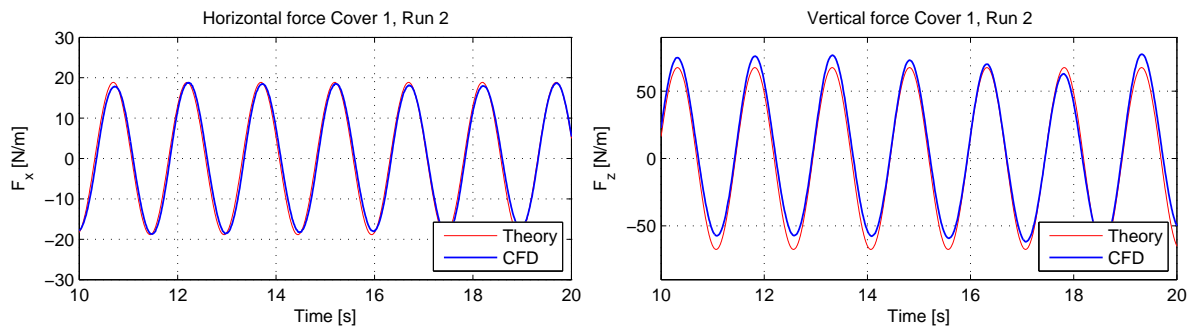 Horizontal force Cover 1, Run 2
30
20
10
0
−10
−20
−30
F_x [N/m]
10 12 14 16 18 20
Time [s]
Theory
CFD
Vertical force Cover 1, Run 2
50
0
−50
F_z [N/m]
10 12 14 16 18 20
Time [s]
Theory
CFD